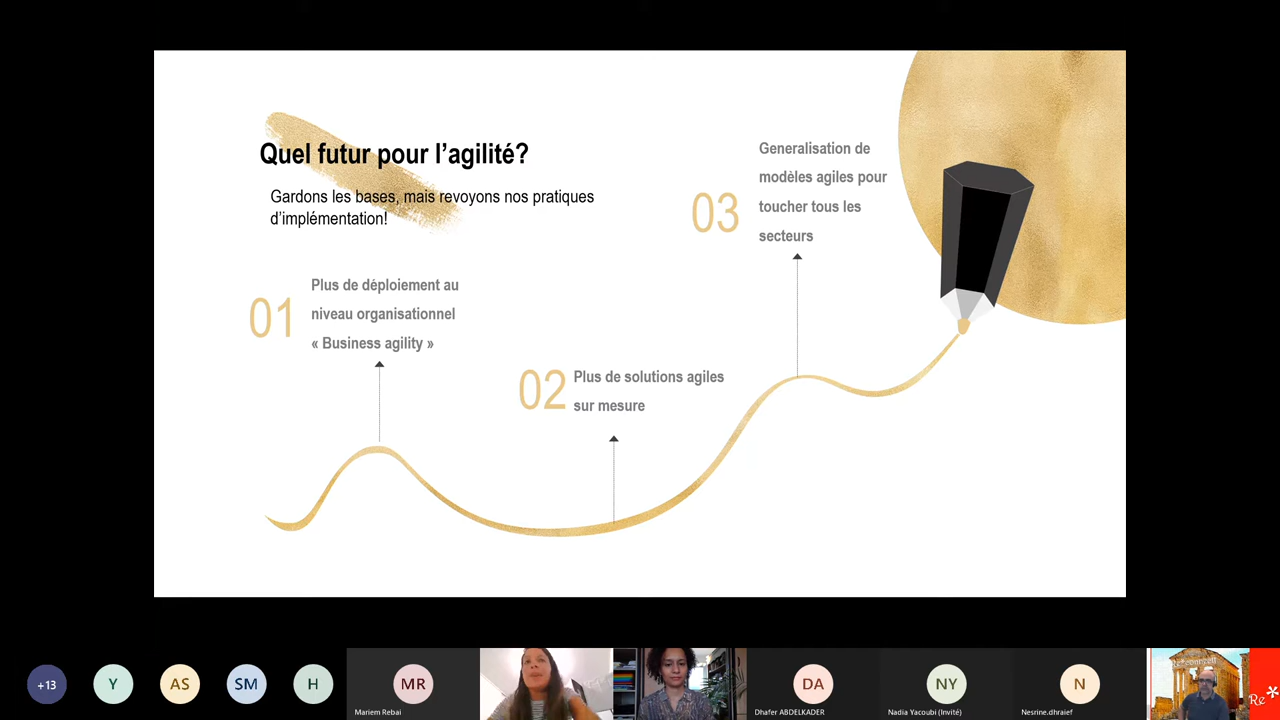 Quel futur pour l’agilité?
Gardons les bases, mais revoyons nos pratiques
d’implémentation!
01
Plus de déploiement au
niveau organisationnel
« Business agility »
02
Plus de solutions agiles
sur mesure
03
Generalisation de
modèles agiles pour
toucher tous les
secteurs
+13
Y
AS
SM
H
MR
Mariem Rebai
DA
Dhafer ABDELKADER
NY
Nadia Yacoubi (Invité)
N
Nesrine.dhraief
Re*